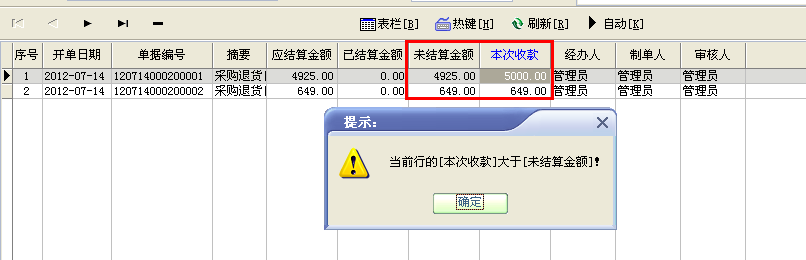 表栏[B] 热键[H] 刷新[R] 自动[K]
序号 开单日期 单据编号 摘要 应结算金额 已结算金额 未结算金额 本次收款 经办人 制单人 审核人
1 2012-07-14 120714000200001 采购退货 4925.00 0.00 4925.00 5000.00 管理员 管理员 管理员
2 2012-07-14 120714000200002 采购退货 649.00 0.00 649.00 649.00 管理员 管理员 管理员
提示:
当前行的[本次收款]大于[未结算金额]!
确定